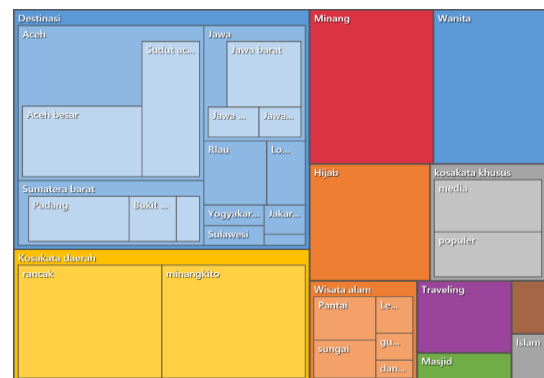 Destinasi
Aceh
Sudut ac...
Aceh besar
Jawa
Jawa barat
Jawa ...
Jawa...
Riau
Lo...
Sumatera barat
Padang
Bukit ...
Yogyakar...
Jakar...
Sulawesi
Kosakata daerah
rancak
minangkito
Minang
Wanita
Hijab
kosakata khusus
media
populer
Wisata alam
Pantai
Le...
sungai
gu...
dan...
Traveling
Masjid
Islam